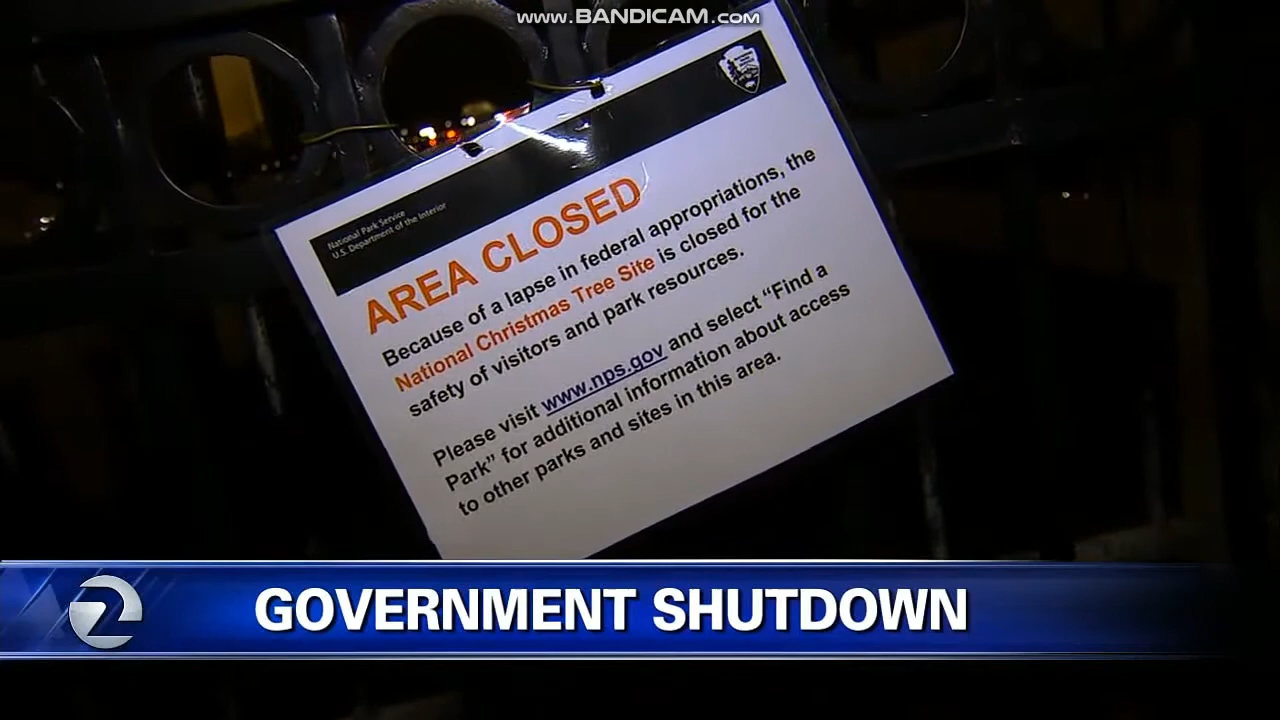 www.BANDICAM.com
National Park Service
U.S. Department of the Interior
AREA CLOSED
Because of a lapse in federal appropriations, the
National Christmas Tree Site is closed for the
safety of visitors and park resources.
Please visit www.nps.gov and select “Find a
Park” for additional information about access
to other parks and sites in this area.
2
GOVERNMENT SHUTDOWN